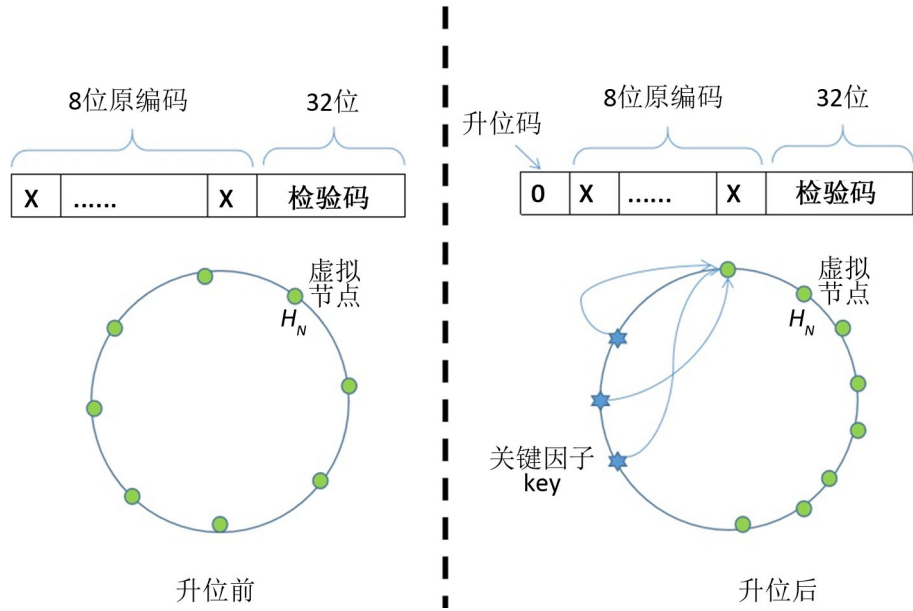 8位原编码
32位
X
......
X
检验码
虚拟
节点
H_N
升位前
升位码
8位原编码
32位
0
X
......
X
检验码
虚拟
节点
H_N
关键因子
key
升位后